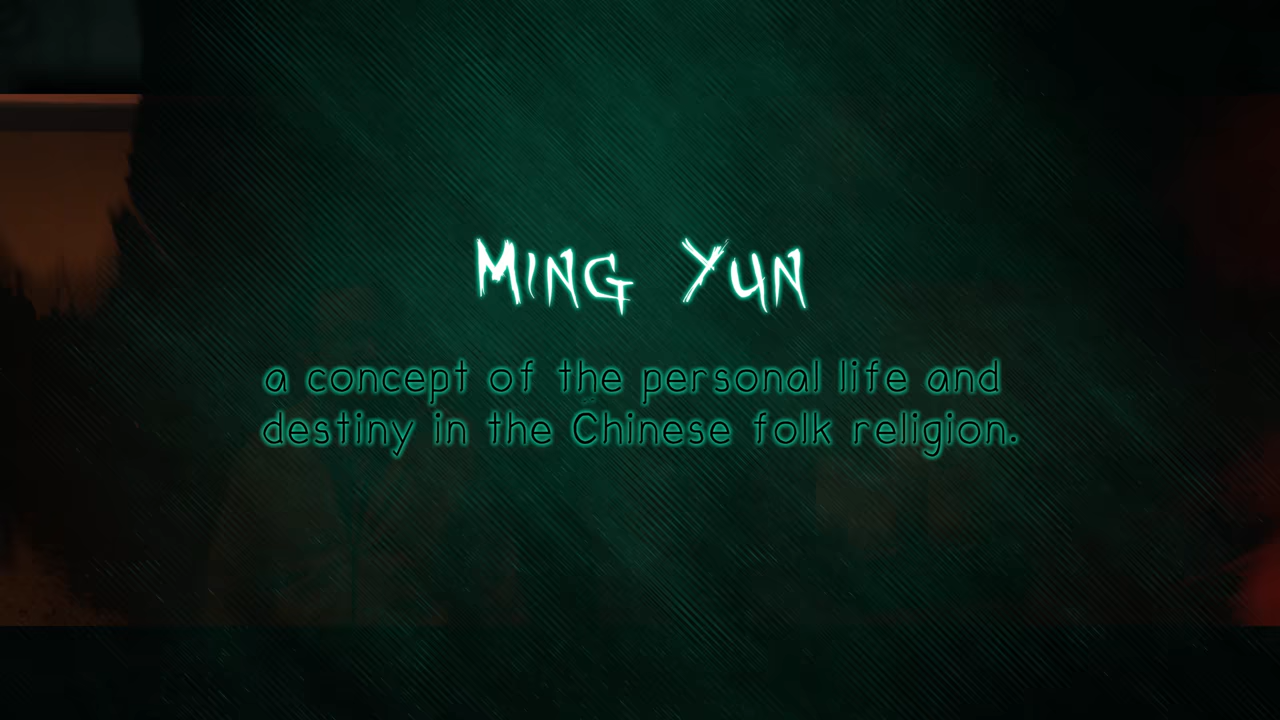 Ming Yun
a concept of the personal life and
destiny in the Chinese folk religion.